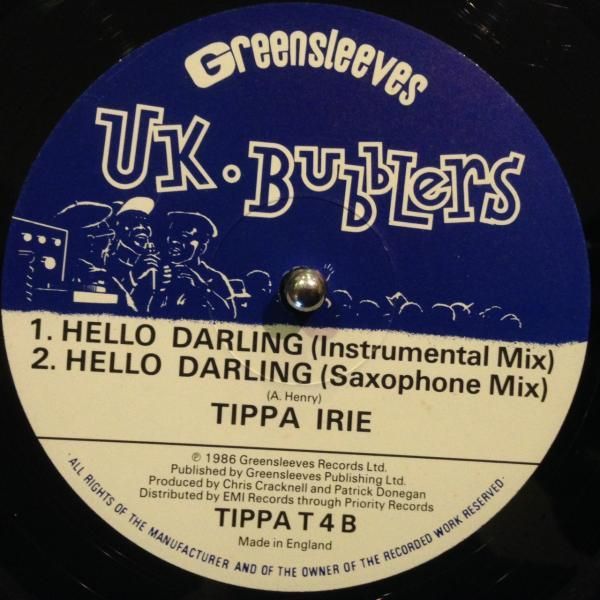 Greensleeves
UK·BUBBLERS
1. HELLO DARLING (Instrumental Mix)
2. HELLO DARLING (Saxophone Mix)
(A. Henry)
TIPPA IRIE
℗ 1986 Greensleeves Records Ltd.
Published by Greensleeves Publishing Ltd.
Produced by Chris Cracknell and Patrick Donegan
Distributed by EMI Records through Priority Records
TIPPA T 4 B
Made in England
ALL RIGHTS OF THE MANUFACTURER AND OF THE OWNER OF THE RECORDED WORK RESERVED·